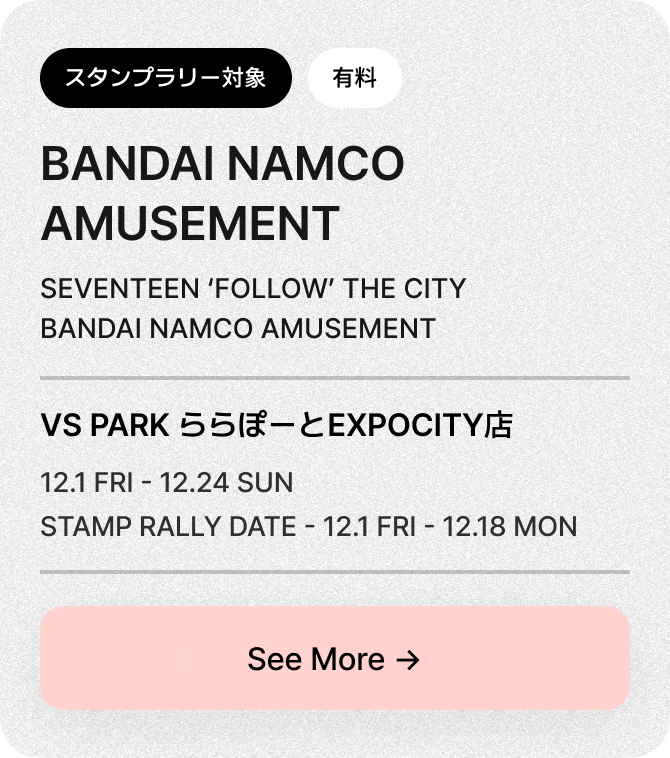 スタンプラリー対象 有料
BANDAI NAMCO
AMUSEMENT
SEVENTEEN ‘FOLLOW’ THE CITY
BANDAI NAMCO AMUSEMENT
VS PARK ららぽーとEXPOCITY店
12.1 FRI - 12.24 SUN
STAMP RALLY DATE - 12.1 FRI - 12.18 MON
See More →